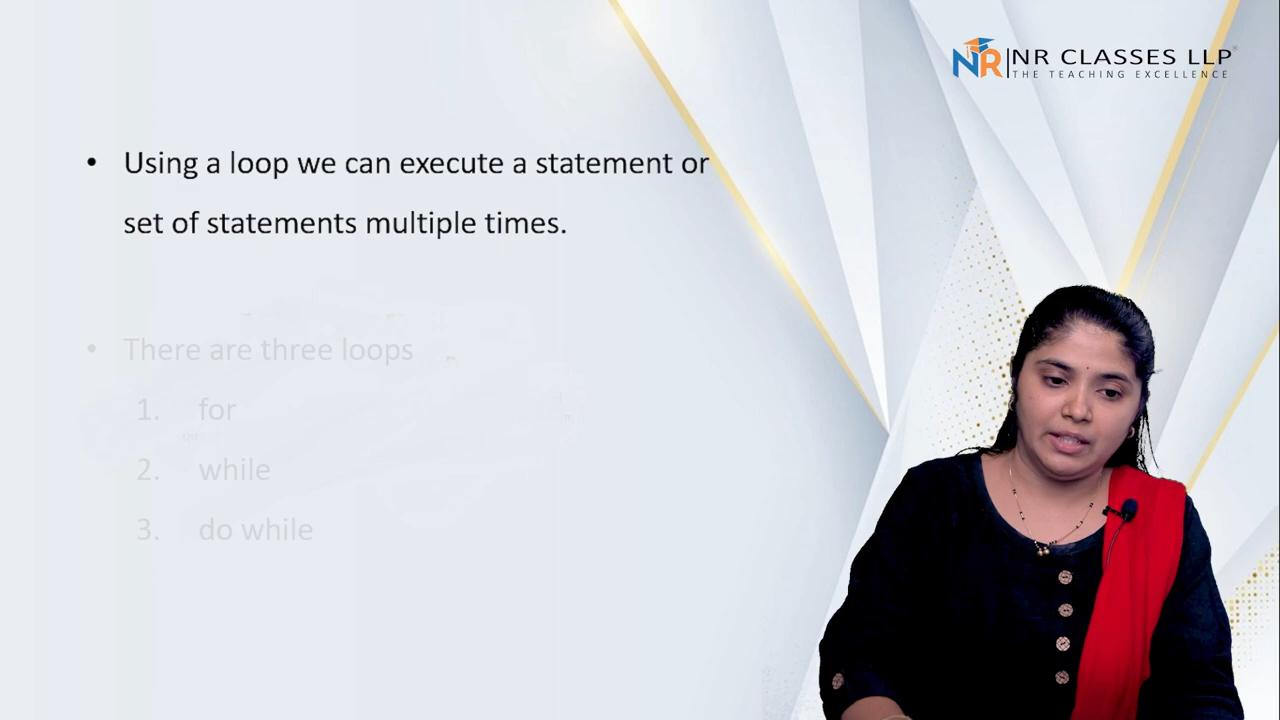 NR | NR CLASSES LLP
THE TEACHING EXCELLENCE
• Using a loop we can execute a statement or
set of statements multiple times.
• There are three loops
1. for
2. while
3. do while